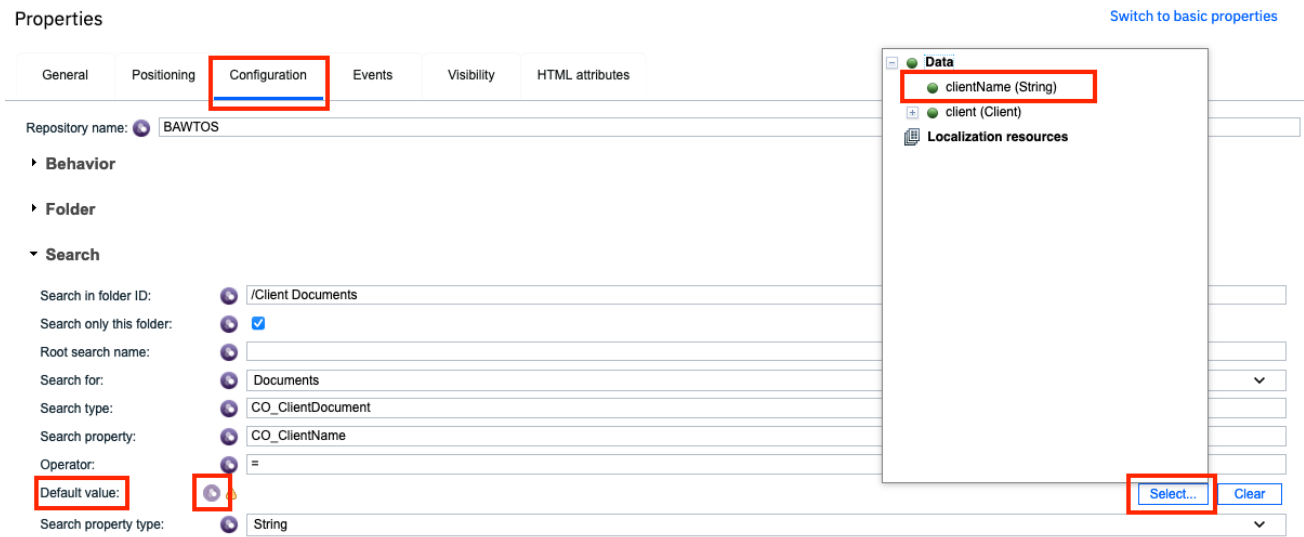 Properties
Switch to basic properties
General Positioning Configuration Events Visibility HTML attributes
Data
clientName (String)
client (Client)
Localization resources
Repository name: BAWTOS
Behavior
Folder
Search
Search in folder ID: /Client Documents
Search only this folder:
Root search name:
Search for: Documents
Search type: CO_ClientDocument
Search property: CO_ClientName
Operator: =
Default value: Select... Clear
Search property type: String